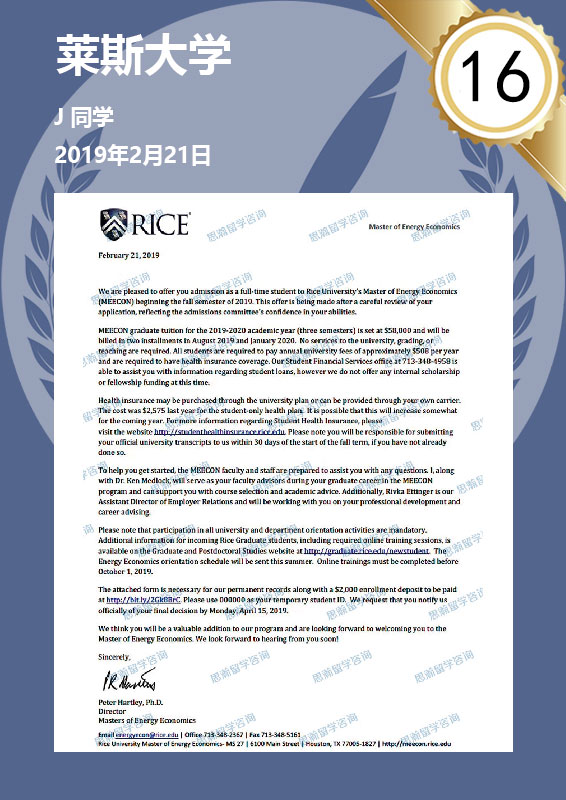 莱斯大学
16
J 同学
2019年2月21日
RICE
Master of Energy Economics
February 21, 2019
We are pleased to offer you admission as a full-time student to Rice University's Master of Energy Economics
(MEECON) beginning the fall semester of 2019. This offer is being made after a careful review of your
application, reflecting the admissions committee's confidence in your abilities.
MEECON graduate tuition for the 2019-2020 academic year (three semesters) is set at $58,000 and will be
billed in two installments in August 2019 and January 2020. No services to the university, grading, or
teaching are required. All students are required to pay annual university fees of approximately $508 per year
and are required to have health insurance coverage. Our Student Financial Services office at 713-348-4958 is
able to assist you with information regarding student loans, however we do not offer any internal scholarship
or fellowship funding at this time.
Health insurance may be purchased through the university plan or can be provided through your own carrier.
The cost was $2,575 last year for the student-only health plan. It is possible that this will increase somewhat
for the coming year. For more information regarding Student Health Insurance, please
visit the website http://studenthealthinsurance.rice.edu. Please note you will be responsible for submitting
your official university transcripts to us within 30 days of the start of the fall term, if you have not already
done so.
To help you get started, the MEECON faculty and staff are prepared to assist you with any questions. I, along
with Dr. Ken Medlock, will serve as your faculty advisors during your graduate career in the MEECON
program and can support you with course selection and academic advice. Additionally, Rivka Ettinger is our
Assistant Director of Employer Relations and will be working with you on your professional development and
career advising.
Please note that participation in all university and department orientation activities are mandatory.
Additional information for incoming Rice Graduate students, including required online training sessions, is
available on the Graduate and Postdoctoral Studies website at http://graduate.rice.edu/newstudent. The
Energy Economics orientation schedule will be sent this summer. Online trainings must be completed before
October 1, 2019.
The attached form is necessary for our permanent records along with a $2,000 enrollment deposit to be paid
at Please use 000000 as your temporary student ID. We request that you notify us
officially of your final decision by Monday, April 15, 2019.
We think you will be a valuable addition to our program and are looking forward to welcoming you to the
Master of Energy Economics. We look forward to hearing from you soon!
Sincerely,
Peter Hartley, Ph.D.
Director
Masters of Energy Economics
Email energyecon@rice.edu | Office 713-348-2367 | Fax 713-348-5161
Rice University Master of Energy Economics- MS 27 | 6100 Main Street | Houston, TX 77005-1827 | http://meecon.rice.edu
思瀚留学咨询